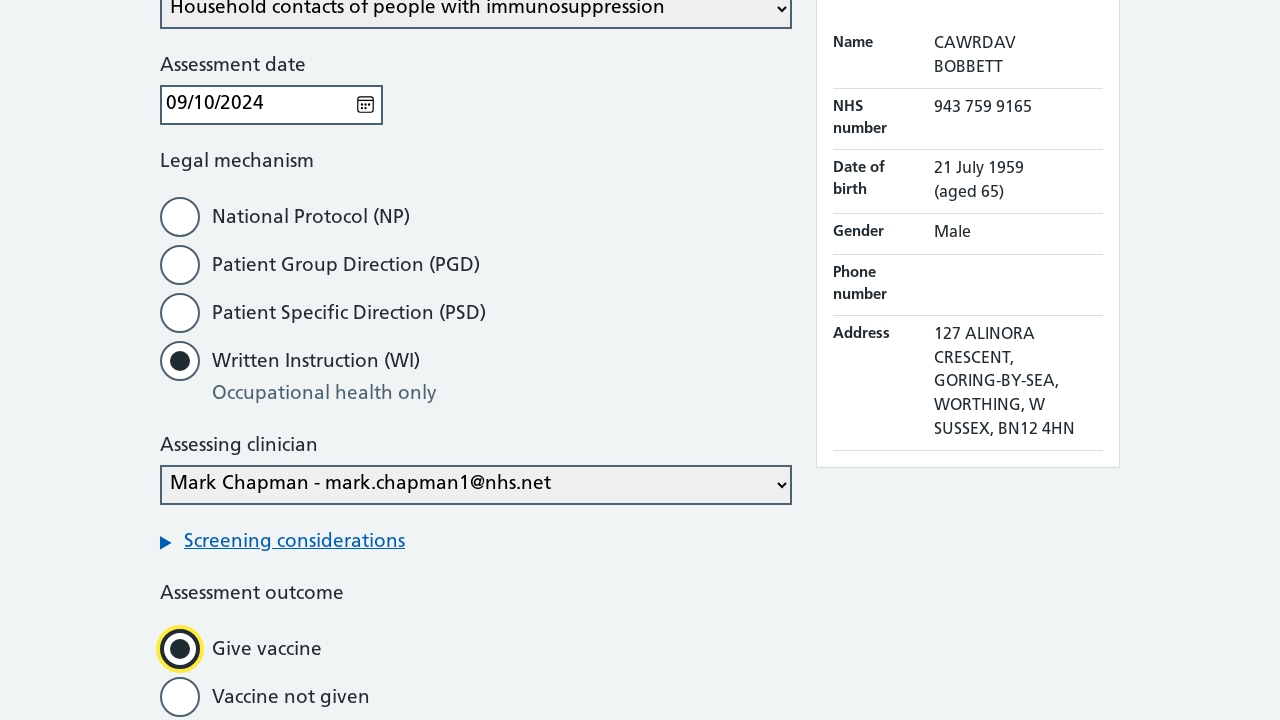 Household contacts of people with immunosuppression
Assessment date
09/10/2024
Legal mechanism
National Protocol (NP)
Patient Group Direction (PGD)
Patient Specific Direction (PSD)
Written Instruction (WI)
Occupational health only
Assessing clinician
Mark Chapman - mark.chapman1@nhs.net
Screening considerations
Assessment outcome
Give vaccine
Vaccine not given
Name CAWRDAV
BOBBETT
NHS number 943 759 9165
Date of birth 21 July 1959
(aged 65)
Gender Male
Phone number
Address 127 ALINORA
CRESCENT,
GORING-BY-SEA,
WORTHING, W
SUSSEX, BN12 4HN